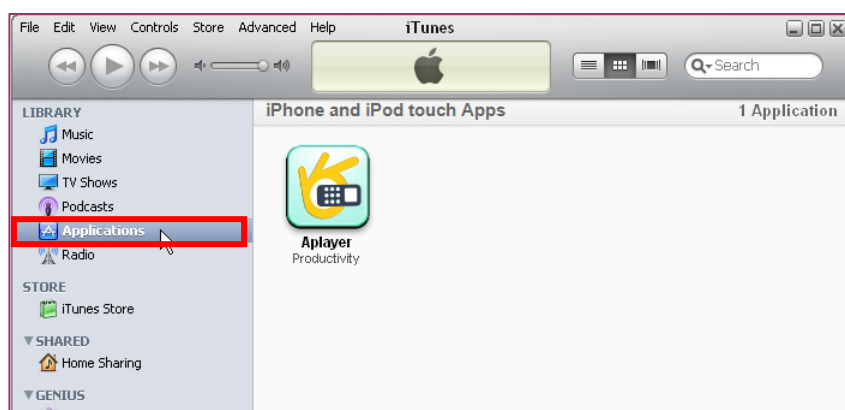 File Edit View Controls Store Advanced Help iTunes
Search
LIBRARY
Music
Movies
TV Shows
Podcasts
Applications
Radio
STORE
iTunes Store
SHARED
Home Sharing
GENIUS
iPhone and iPod touch Apps 1 Application
Aplayer
Productivity